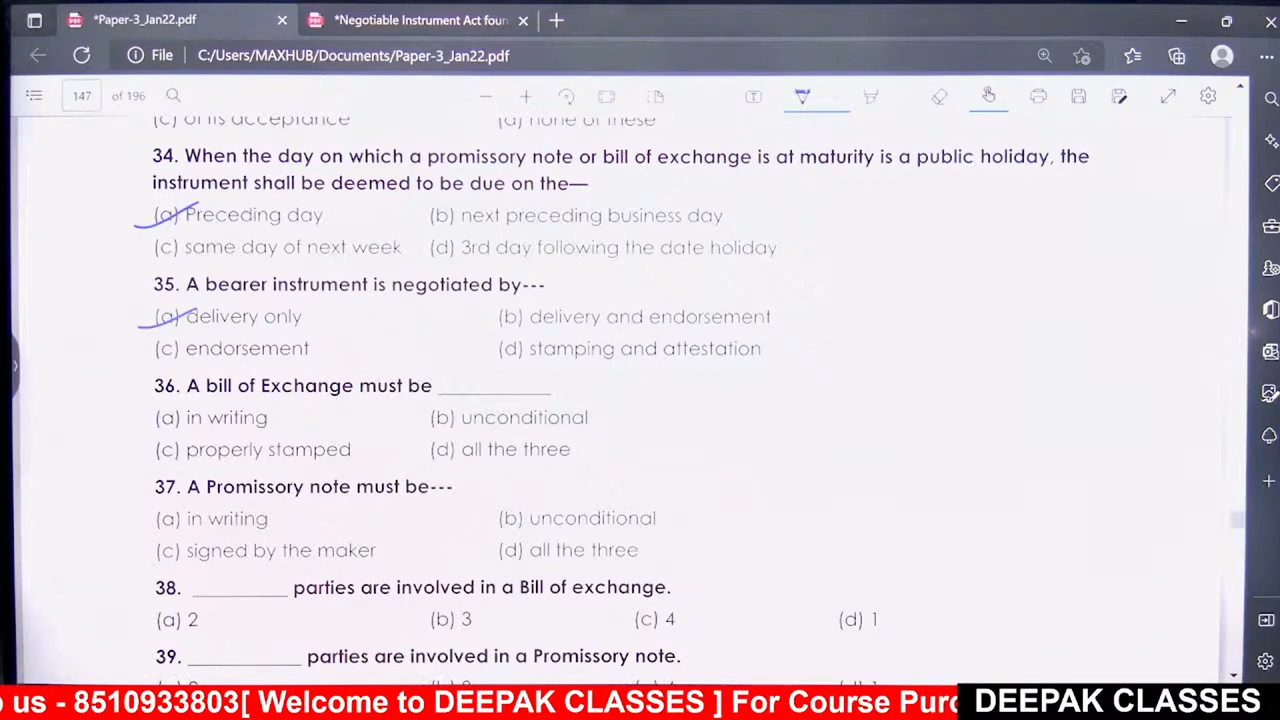 *Paper-3_Jan22.pdf
*Negotiable Instrument Act foun
File C:/Users/MAXHUB/Documents/Paper-3_Jan22.pdf
147 of 196
(c) of its acceptance (d) none of these
34. When the day on which a promissory note or bill of exchange is at maturity is a public holiday, the
instrument shall be deemed to be due on the—
(a) Preceding day (b) next preceding business day
(c) same day of next week (d) 3rd day following the date holiday
35. A bearer instrument is negotiated by---
(a) delivery only (b) delivery and endorsement
(c) endorsement (d) stamping and attestation
36. A bill of Exchange must be __________
(a) in writing (b) unconditional
(c) properly stamped (d) all the three
37. A Promissory note must be---
(a) in writing (b) unconditional
(c) signed by the maker (d) all the three
38. _________ parties are involved in a Bill of exchange.
(a) 2 (b) 3 (c) 4 (d) 1
39. ___________ parties are involved in a Promissory note.
o us - 8510933803[ Welcome to DEEPAK CLASSES ] For Course Purc
DEEPAK CLASSES